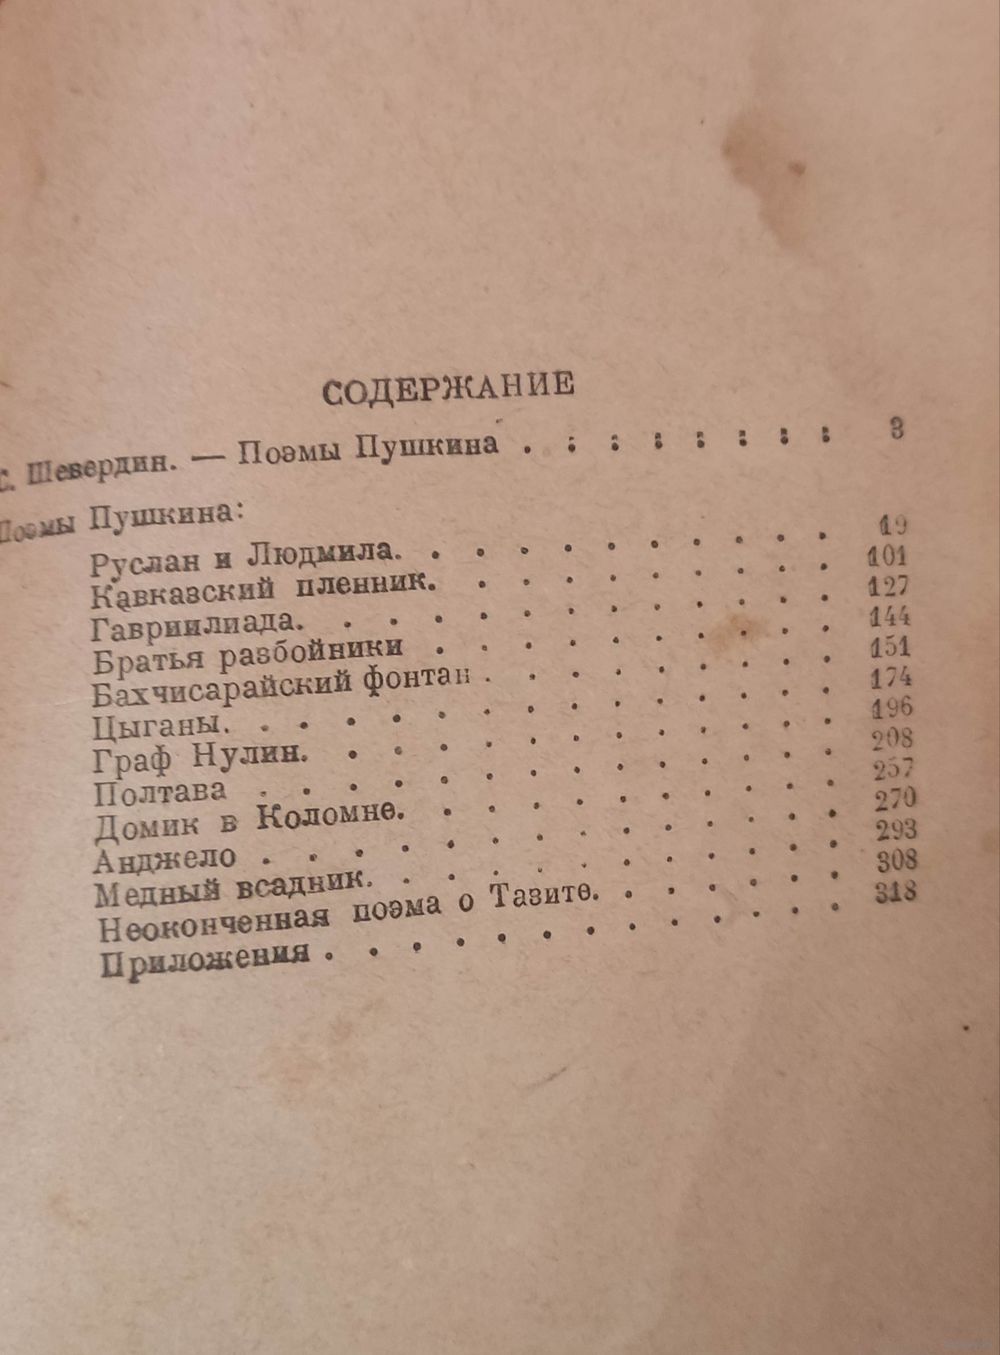 СОДЕРЖАНИЕ
С. Шевердин. — Поэмы Пушкина . : : : : : : : 3
Поэмы Пушкина:
Руслан и Людмила. . . . . . . . . . . 19
Кавказский пленник. . . . . . . . . . 101
Гавриилиада. . . . . . . . . . . . . 127
Братья разбойники . . . . . . . . . . 144
Бахчисарайский фонтан . . . . . . . . . 151
Цыганы. . . . . . . . . . . . . . . 174
Граф Нулин. . . . . . . . . . . . . 196
Полтава . . . . . . . . . . . . . . 208
Домик в Коломне. . . . . . . . . . . 257
Анджело . . . . . . . . . . . . . . 270
Медный всадник. . . . . . . . . . . . 293
Неоконченная поэма о Тазите. . . . . . . 308
Приложения . . . . . . . . . . . . . 318